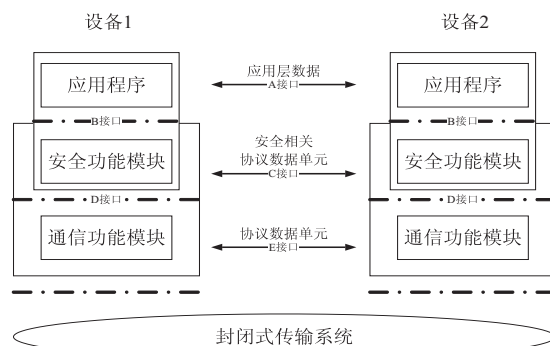 设备1
设备2
应用程序
应用层数据
A接口
应用程序
B接口
B接口
安全相关
安全功能模块
协议数据单元
C接口
安全功能模块
D接口
D接口
通信功能模块
协议数据单元
E接口
通信功能模块
封闭式传输系统